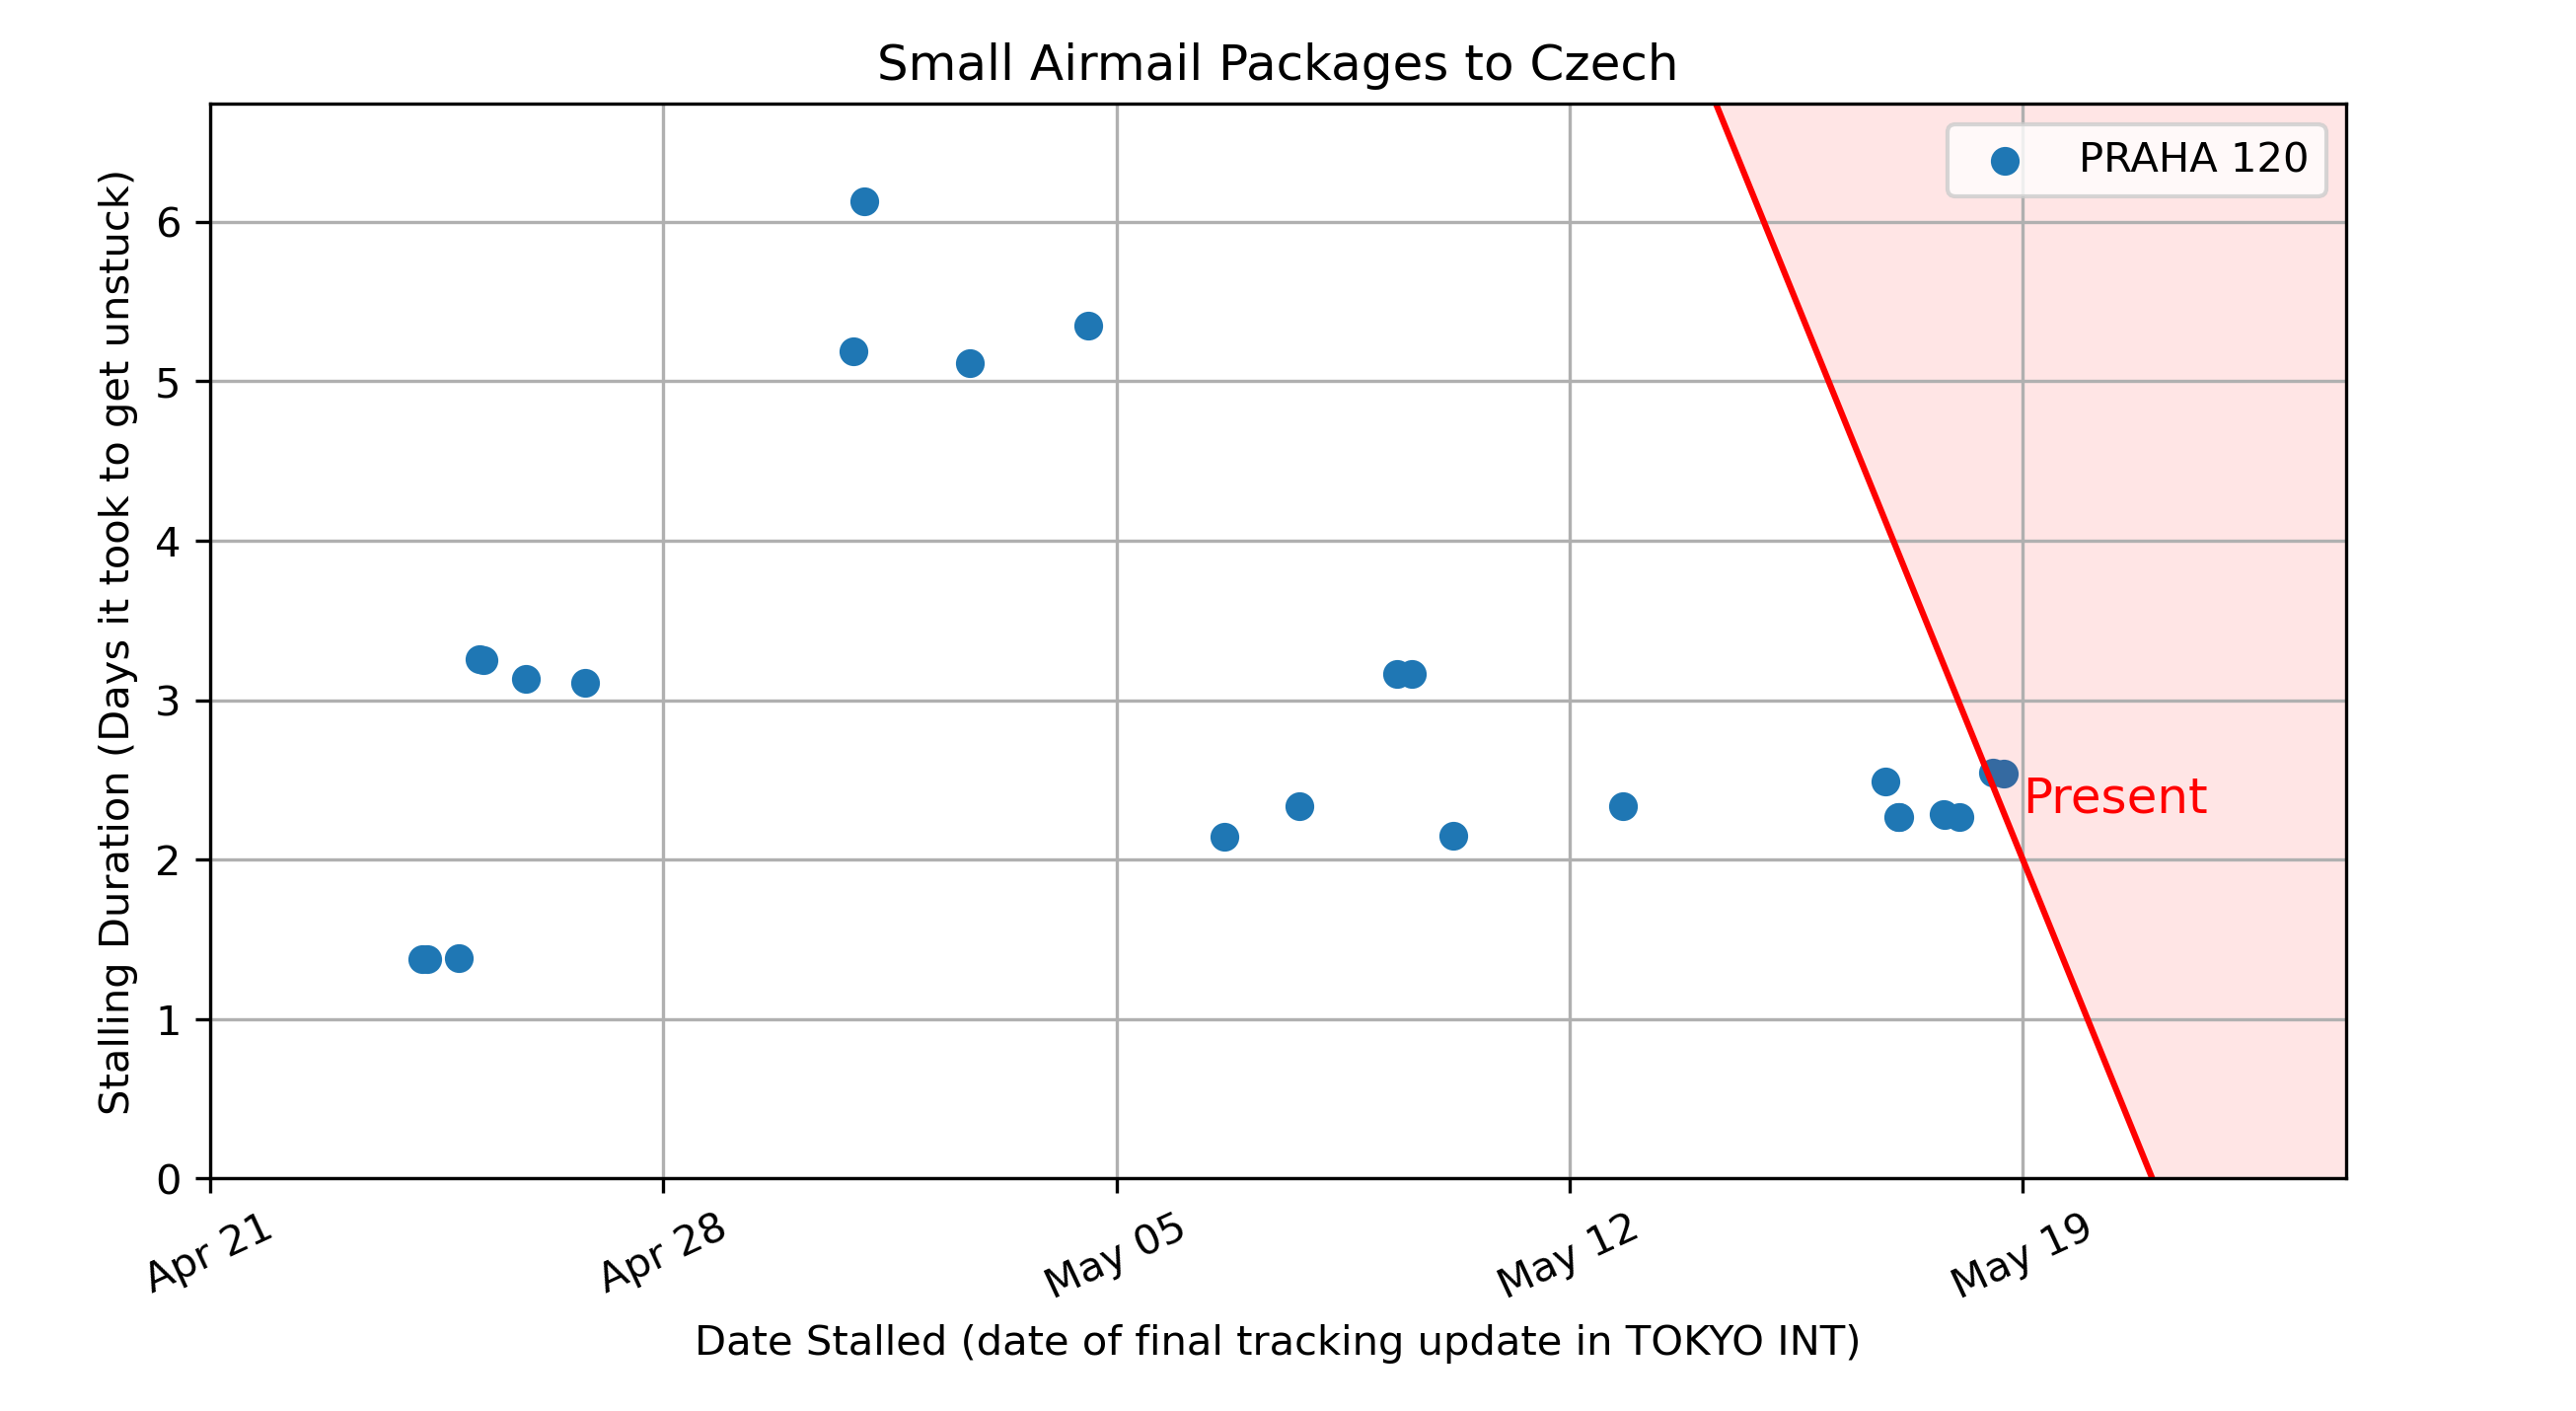 Small Airmail Packages to Czech
PRAHA 120
Stalling Duration (Days it took to get unstuck)
6
5
4
3
2
1
0
Present
Apr 21
Apr 28
May 05
May 12
May 19
Date Stalled (date of final tracking update in TOKYO INT)